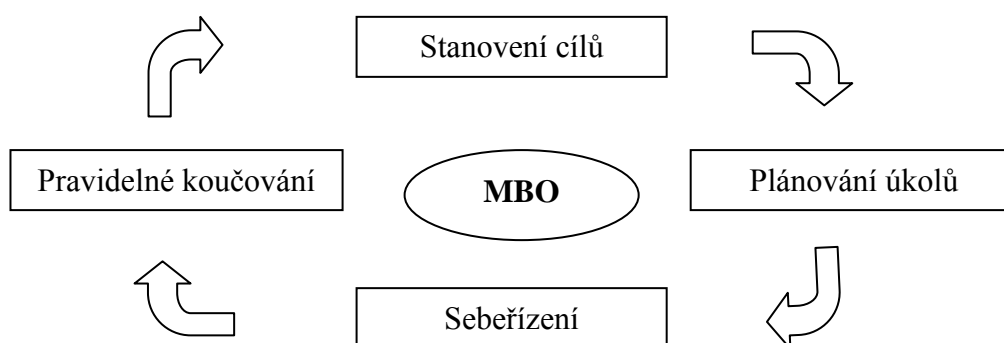 Stanovení cílů
Pravidelné koučování
MBO
Plánování úkolů
Sebeřízení